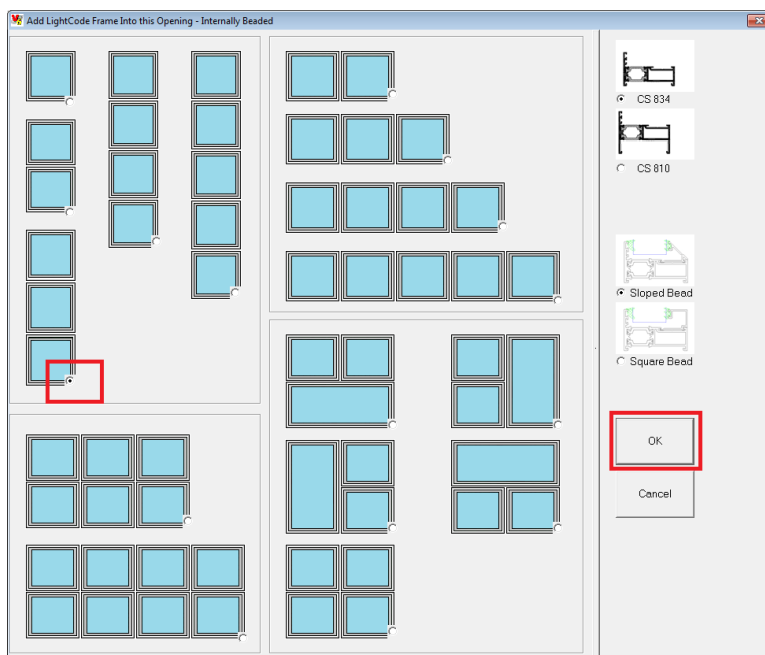 Add LightCode Frame Into this Opening - Internally Beaded
CS 834
CS 810
Sloped Bead
Square Bead
OK
Cancel